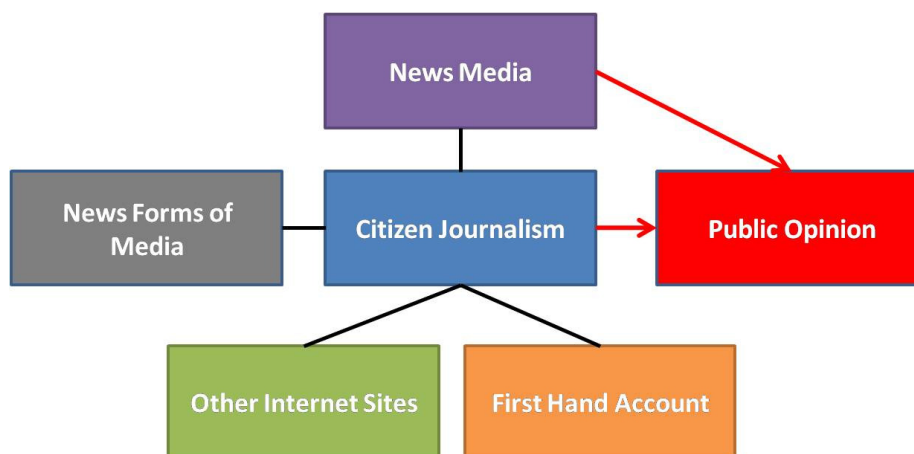 News Media
News Forms of
Media
Citizen Journalism
Public Opinion
Other Internet Sites
First Hand Account